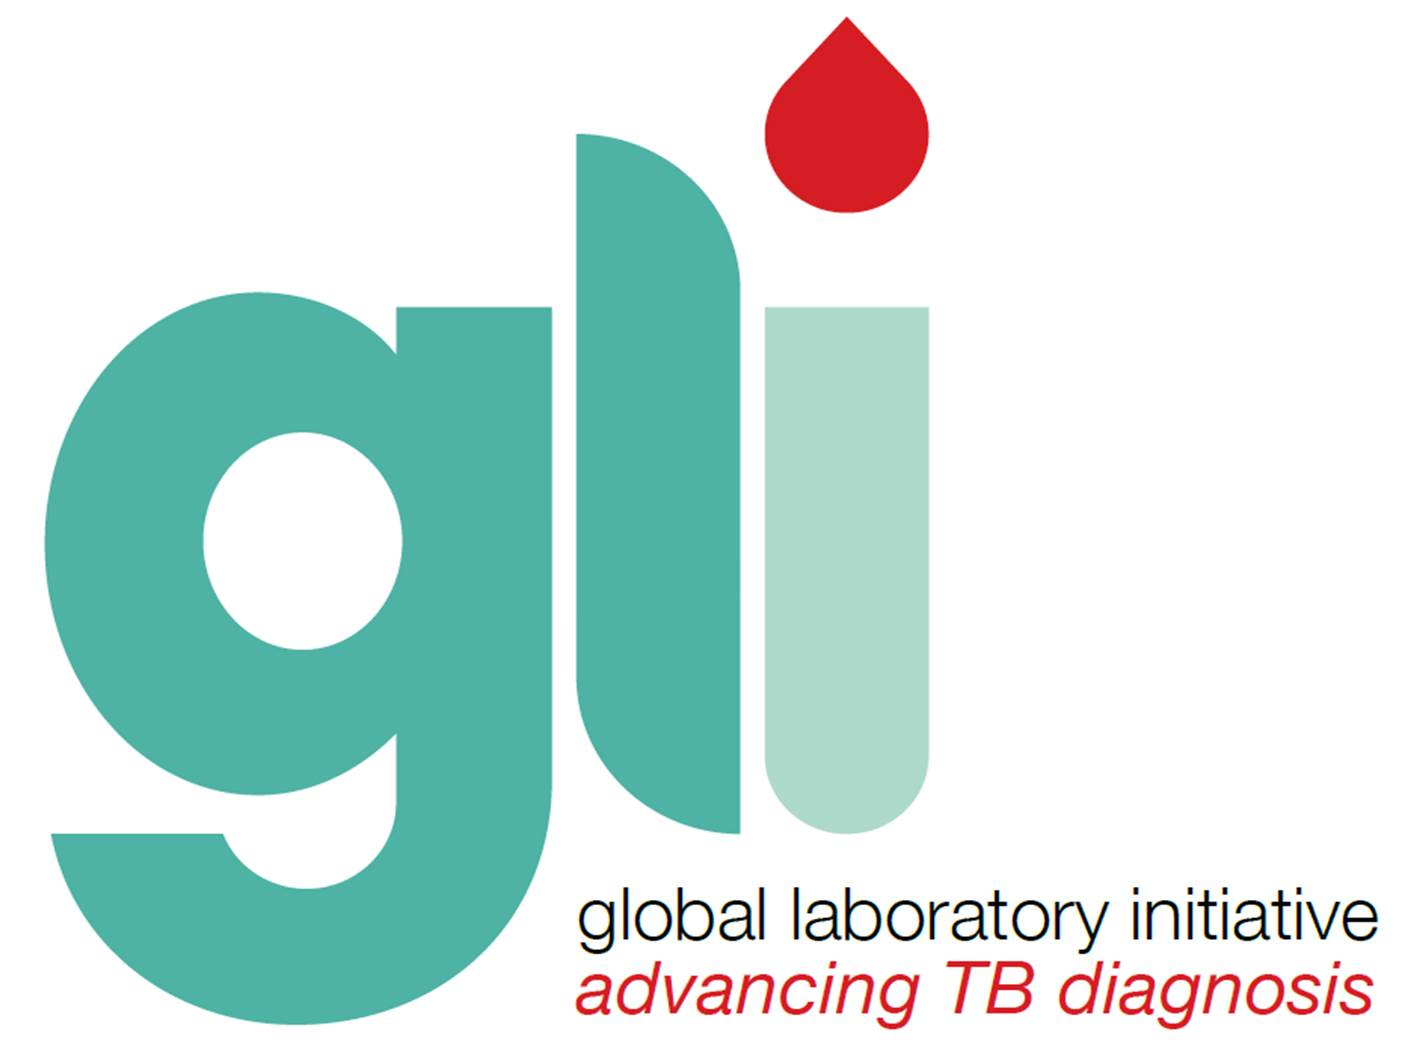 gli
global laboratory initiative
advancing TB diagnosis